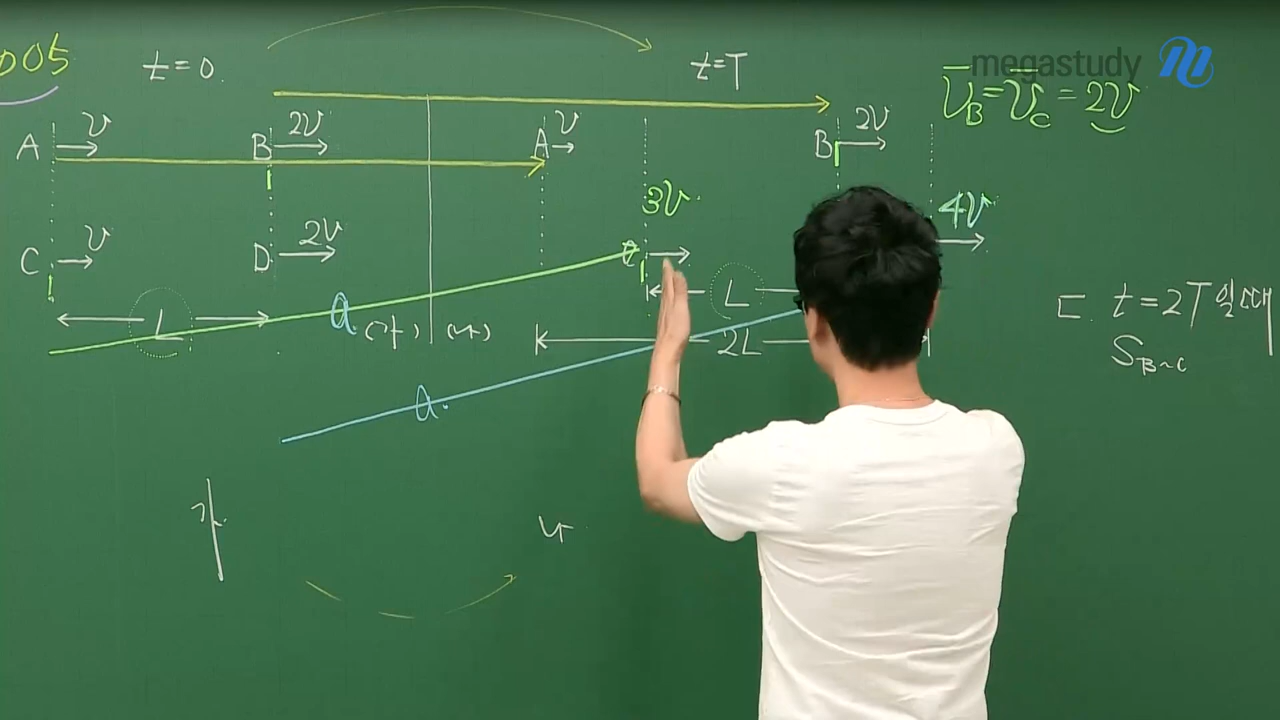 005
t=0
t=T
megastudy
V̄B=V̄C=2V
A V
B 2V
A V
B 2V
3V
4V
C V
D 2V
C
L
L
a
(가) (나)
2L
a
ㄷ. t=2T일 때
SB~C
가
나